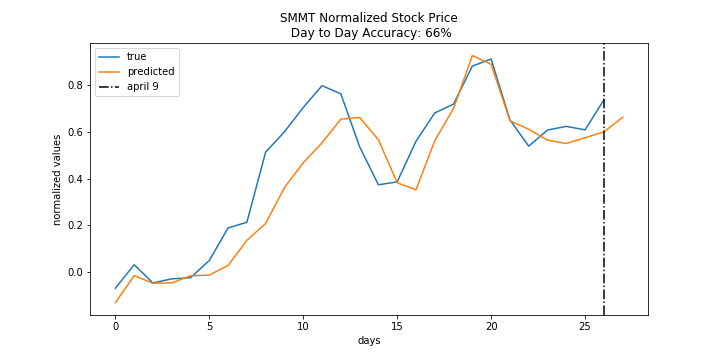 SMMT Normalized Stock Price
Day to Day Accuracy: 66%
true
predicted
april 9
normalized values
0.8
0.6
0.4
0.2
0.0
0
5
10
15
20
25
days